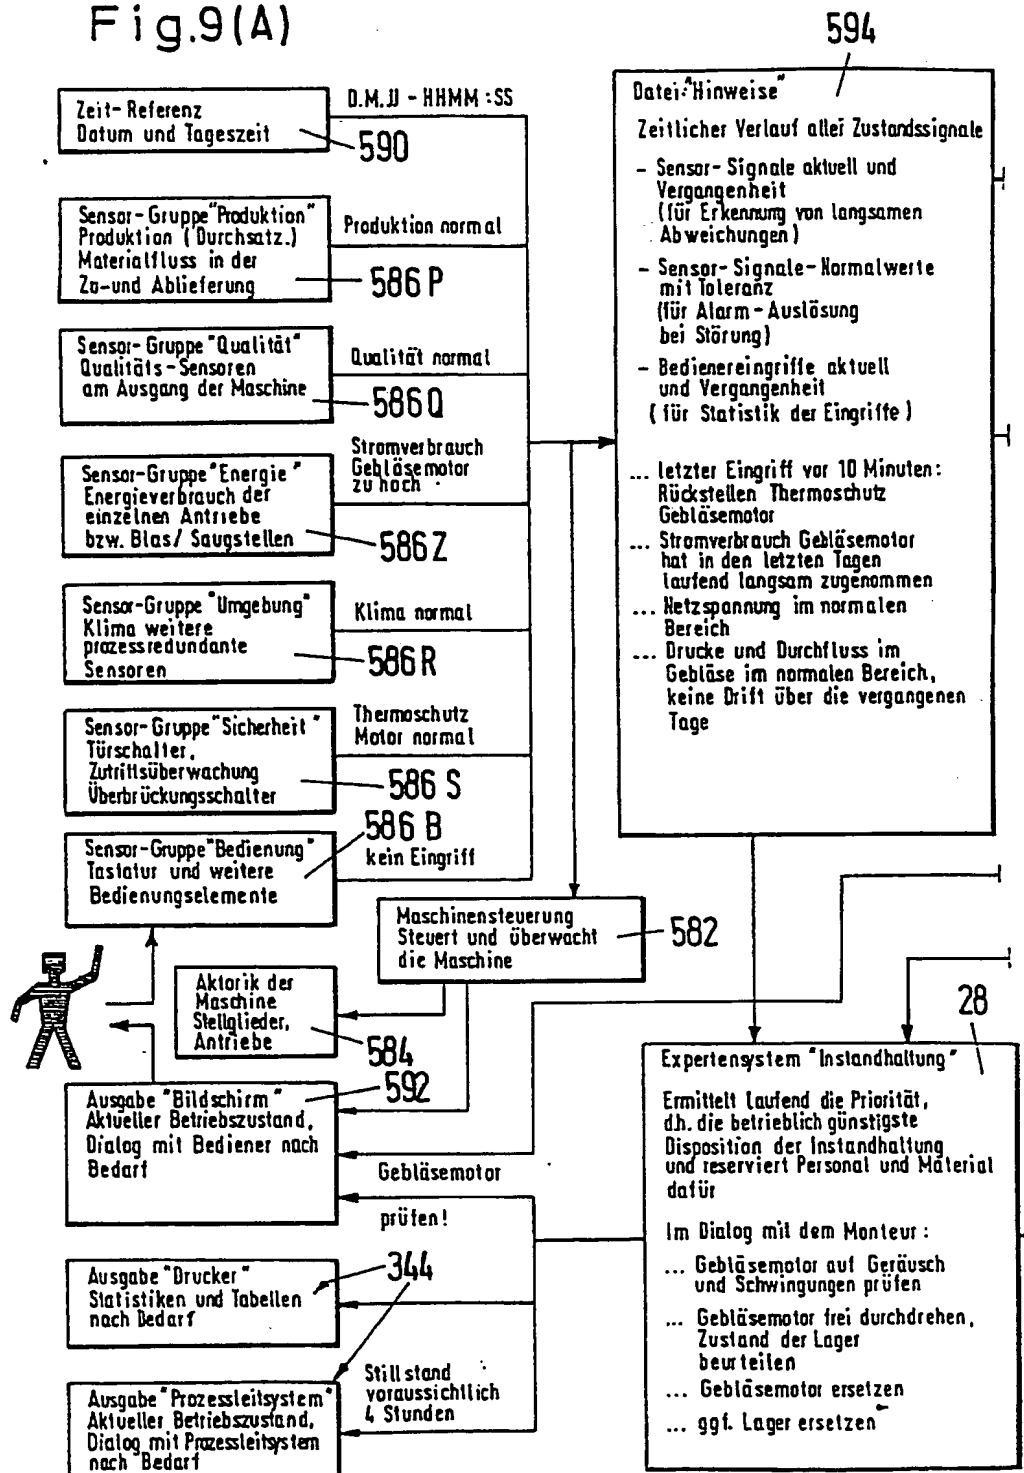 Fig.9(A)
594
Zeit-Referenz
Datum und Tageszeit
D.M.JJ - HHMM :SS
590
Sensor-Gruppe "Produktion"
Produktion (Durchsatz.)
Materialfluss in der
Zu-und Ablieferung
Produktion normal
586 P
Sensor-Gruppe "Qualität"
Qualitäts-Sensoren
am Ausgang der Maschine
Qualität normal
586 Q
Sensor-Gruppe "Energie"
Energieverbrauch der
einzelnen Antriebe
bzw. Blas/ Saugstellen
Stromverbrauch
Gebläsemotor
zu hoch
586 Z
Sensor-Gruppe "Umgebung"
Klima weitere
prozessredundante
Sensoren
Klima normal
586 R
Sensor-Gruppe "Sicherheit"
Türschalter,
Zutrittsüberwachung
Überbrückungsschalter
Thermoschutz
Motor normal
586 S
Sensor-Gruppe "Bedienung"
Tastatur und weitere
Bedienungselemente
586 B
kein Eingriff
Datei: "Hinweise"
Zeitlicher Verlauf aller Zustandssignale
- Sensor- Signale aktuell und
Vergangenheit
(für Erkennung von langsamen
Abweichungen)
- Sensor- Signale-Normalwerte
mit Toleranz
(für Alarm-Auslösung
bei Störung)
- Bedienereingriffe aktuell
und Vergangenheit
(für Statistik der Eingriffe)
... letzter Eingriff vor 10 Minuten:
Rückstellen Thermoschutz
Gebläsemotor
... Stromverbrauch Gebläsemotor
hat in den letzten Tagen
laufend langsam zugenommen
... Netzspannung im normalen
Bereich
... Drucke und Durchfluss im
Gebläse im normalen Bereich,
keine Drift über die vergangenen
Tage
Maschinensteuerung
Steuert und überwacht
die Maschine
582
Aktorik der
Maschine
Stellglieder,
Antriebe
584
Ausgabe "Bildschirm"
Aktueller Betriebszustand,
Dialog mit Bediener nach
Bedarf
592
Gebläsemotor
prüfen!
Ausgabe "Drucker"
Statistiken und Tabellen
nach Bedarf
344
Ausgabe "Prozessleitsystem"
Aktueller Betriebszustand,
Dialog mit Prozessleitsystem
nach Bedarf
Stillstand
voraussichtlich
4 Stunden
28
Expertensystem "Instandhaltung"
Ermittelt laufend die Priorität,
d.h. die betrieblich günstigste
Disposition der Instandhaltung
und reserviert Personal und Material
dafür
Im Dialog mit dem Monteur :
... Gebläsemotor auf Geräusch
und Schwingungen prüfen
... Gebläsemotor frei durchdrehen,
Zustand der Lager
beurteilen
... Gebläsemotor ersetzen
... ggf. Lager ersetzen